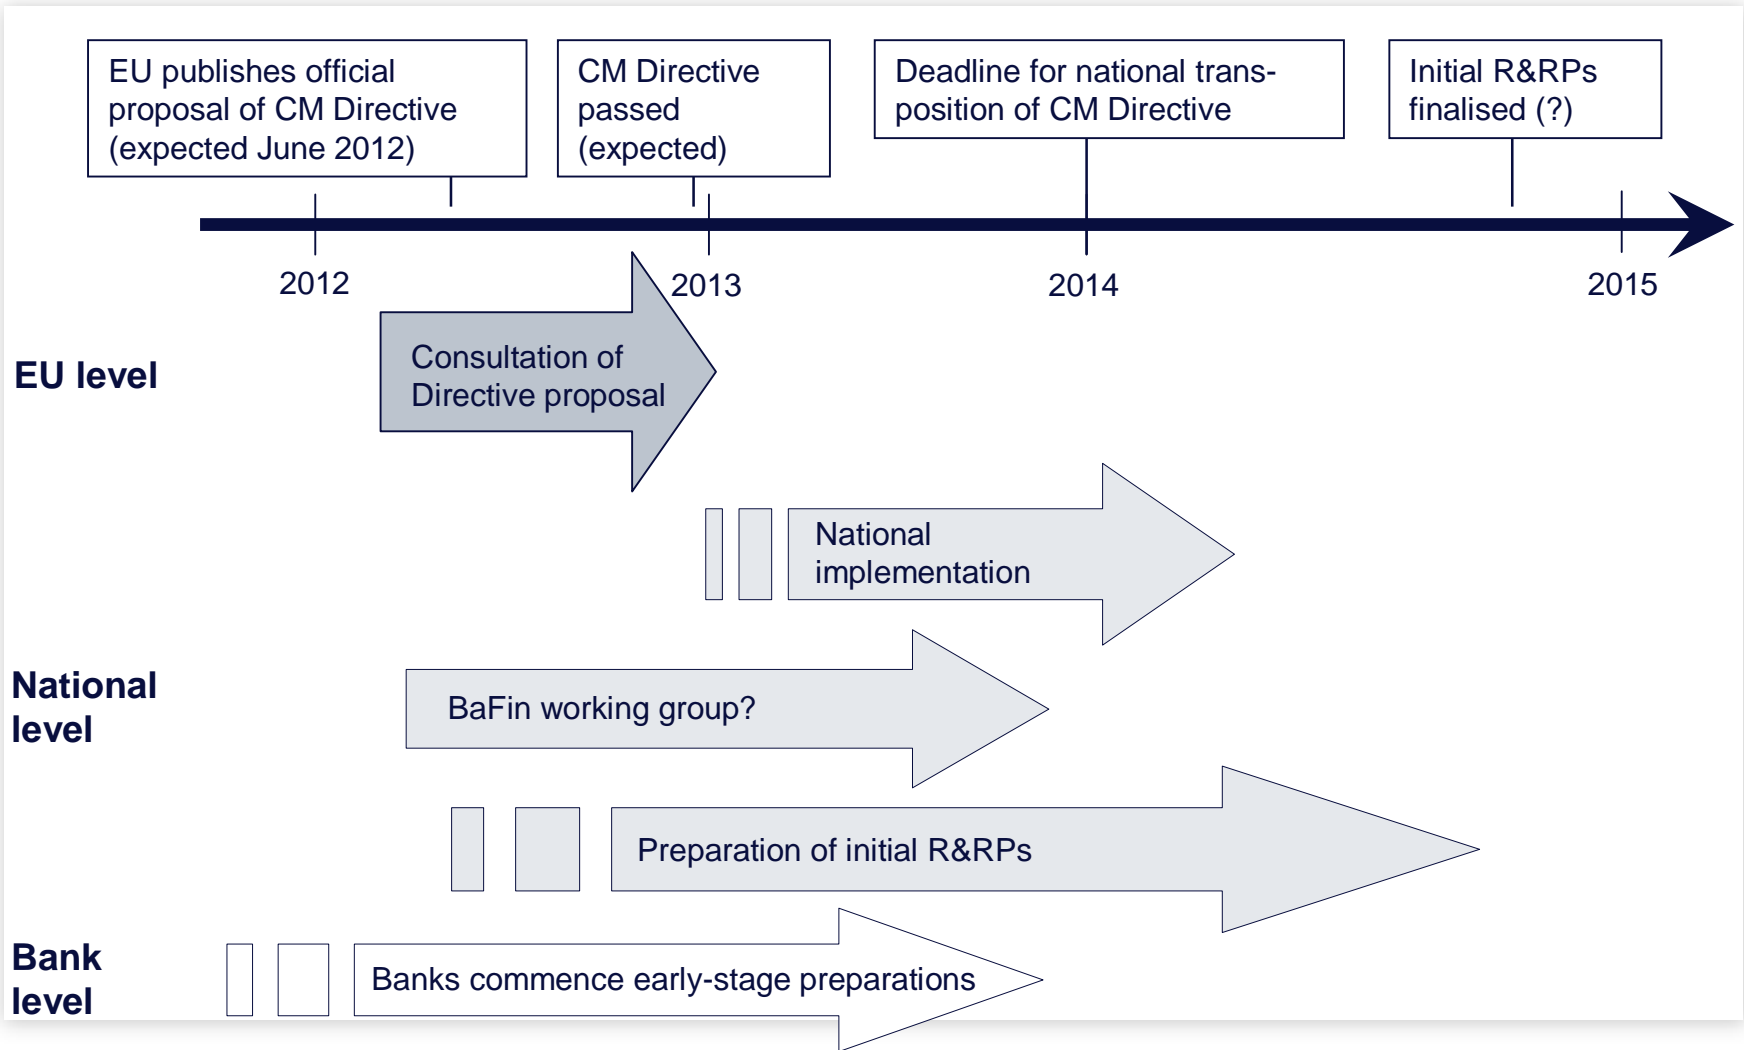 EU publishes official
proposal of CM Directive
(expected June 2012)
CM Directive
passed
(expected)
Deadline for national trans-
position of CM Directive
Initial R&RPs
finalised (?)
2012
2013
2014
2015
EU level
Consultation of
Directive proposal
National
implementation
National
level
BaFin working group?
Preparation of initial R&RPs
Bank
level
Banks commence early-stage preparations